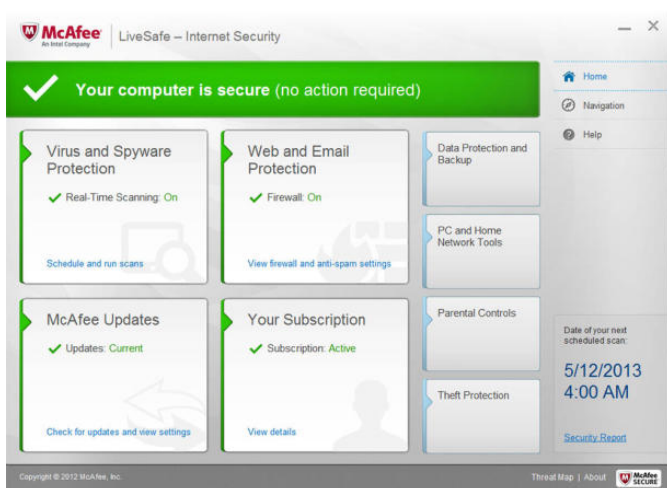 McAfee
An Intel Company
LiveSafe – Internet Security
Your computer is secure (no action required)
Home
Navigation
Help
Virus and Spyware
Protection
Real-Time Scanning: On
Schedule and run scans
Web and Email
Protection
Firewall: On
View firewall and anti-spam settings
Data Protection and
Backup
PC and Home
Network Tools
McAfee Updates
Updates: Current
Check for updates and view settings
Your Subscription
Subscription: Active
View details
Parental Controls
Theft Protection
Date of your next
scheduled scan:
5/12/2013
4:00 AM
Security Report
Copyright © 2012 McAfee, Inc.
Threat Map | About
McAfee
SECURE